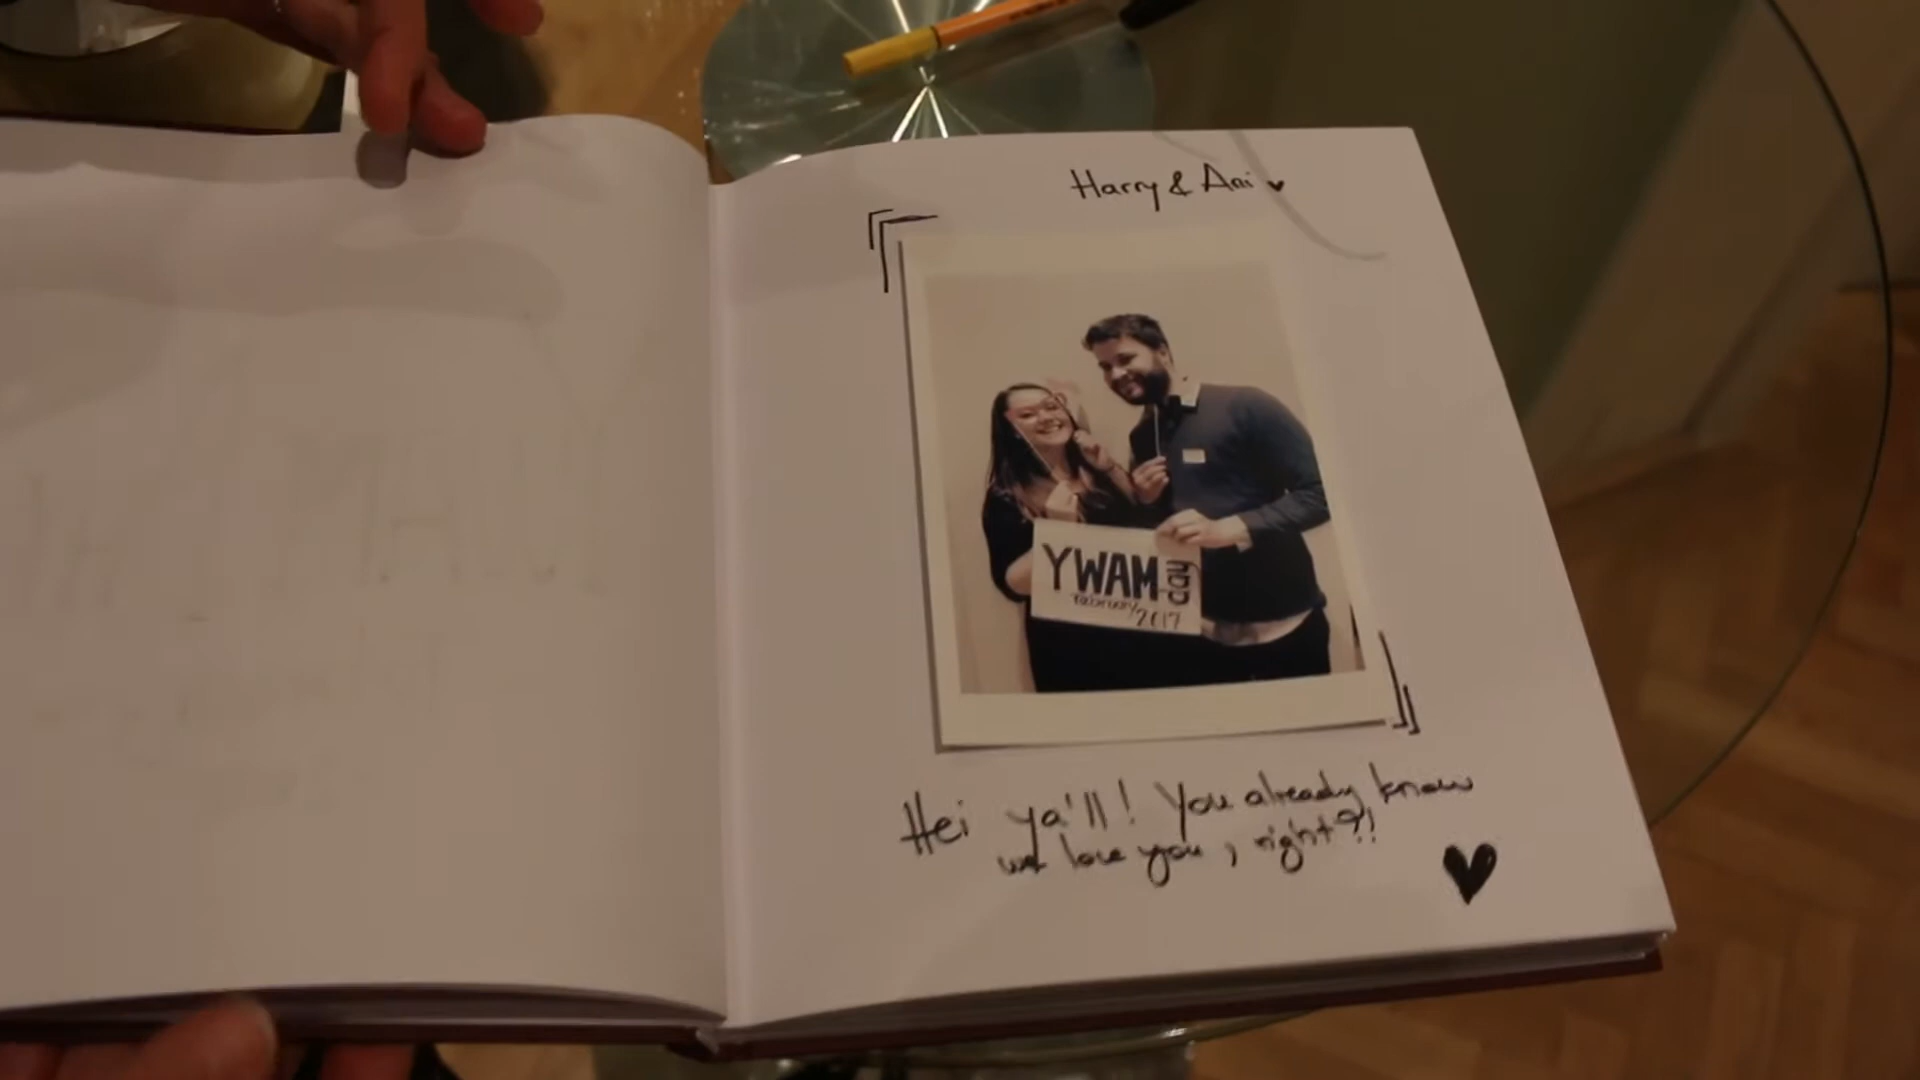 Harry & Ani
YWAM day
February 2017
Hei ya'll! You already know
we love you, right?!